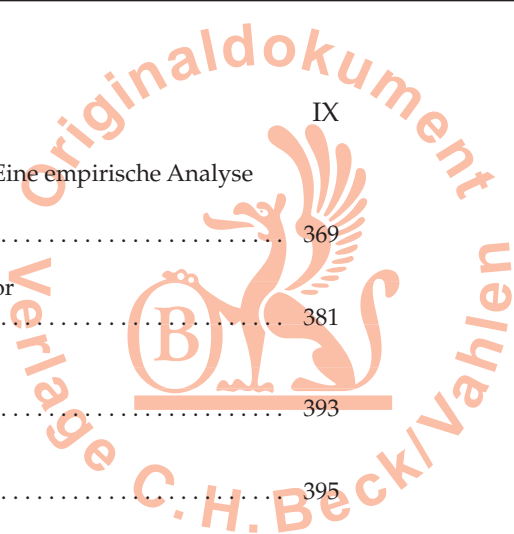 IX
Eine empirische Analyse
. . . . . . . . . . . . . . . . . . . . . . . . 369
or
. . . . . . . . . . . . . . . . . . . . . . . . 381
. . . . . . . . . . . . . . . . . . . . . . . . 393
. . . . . . . . . . . . . . . . . . . . . . . . 395
Originaldokument
Verlage C.H.Beck/Vahlen
B